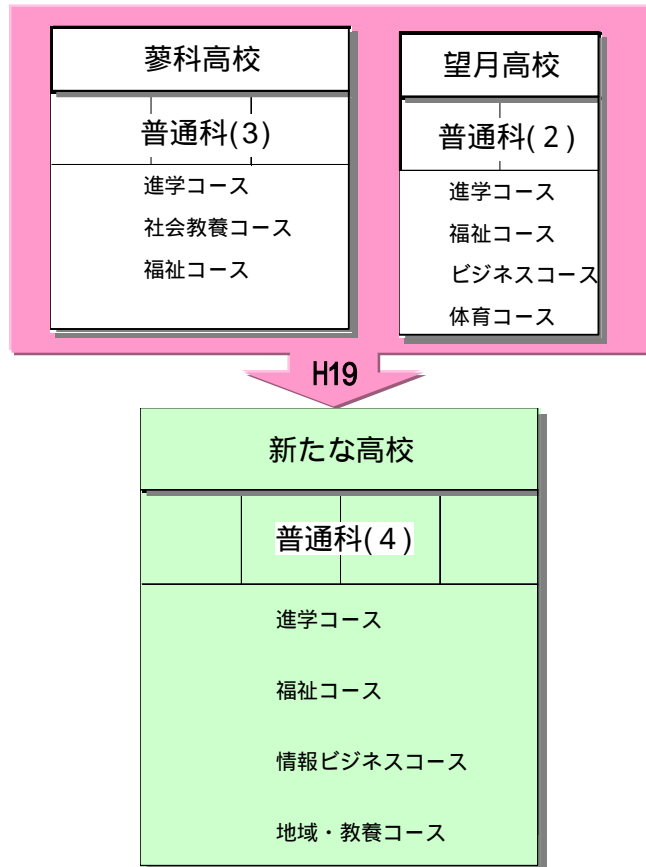 蓼科高校
普通科(3)
進学コース
社会教養コース
福祉コース
望月高校
普通科(2)
進学コース
福祉コース
ビジネスコース
体育コース
H19
新たな高校
普通科(4)
進学コース
福祉コース
情報ビジネスコース
地域・教養コース